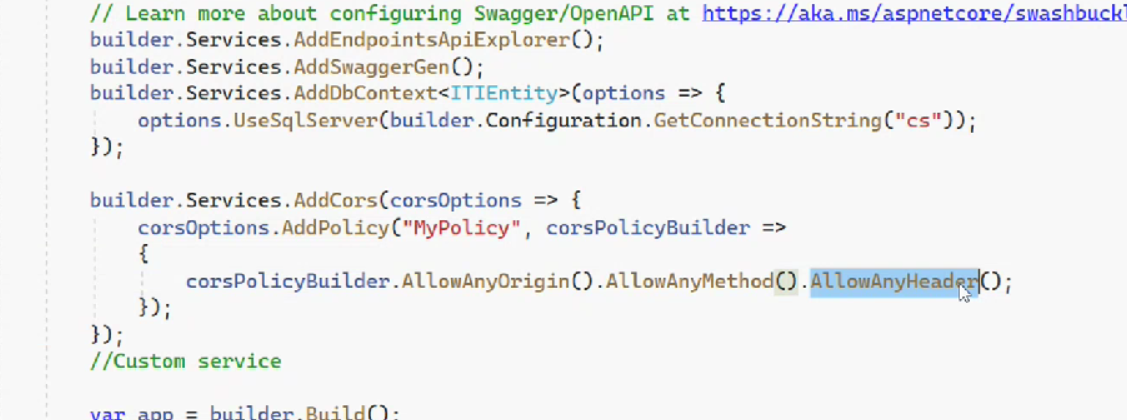 // Learn more about configuring Swagger/OpenAPI at https://aka.ms/aspnetcore/swashbuckl
builder.Services.AddEndpointsApiExplorer();
builder.Services.AddSwaggerGen();
builder.Services.AddDbContext<ITIEntity>(options => {
    options.UseSqlServer(builder.Configuration.GetConnectionString("cs"));
});
builder.Services.AddCors(corsOptions => {
    corsOptions.AddPolicy("MyPolicy", corsPolicyBuilder =>
    {
        corsPolicyBuilder.AllowAnyOrigin().AllowAnyMethod().AllowAnyHeader();
    });
});
//Custom service
var app = builder.Build();